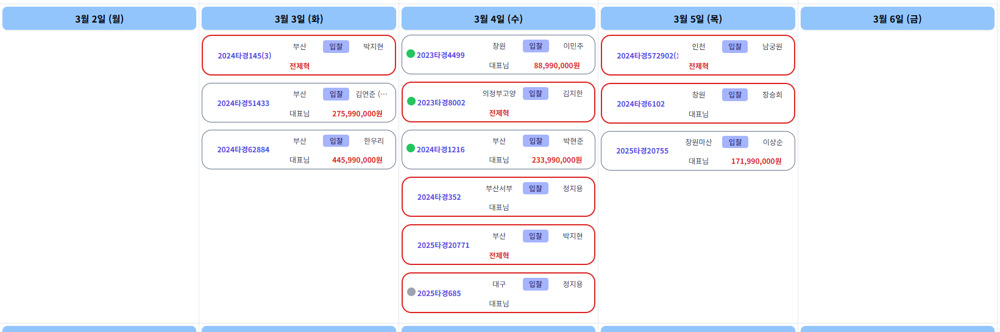 3월 2일 (월)
3월 3일 (화)
2024타경145(3)
부산 입찰 박지현
전제혁
2024타경51433
부산 입찰 김연준 (…
대표님 275,990,000원
2024타경62884
부산 입찰 한우리
대표님 445,990,000원
3월 4일 (수)
2023타경4499
창원 입찰 이민주
대표님 88,990,000원
2023타경8002
의정부고양 입찰 김지한
전제혁
2024타경1216
부산 입찰 박현준
대표님 233,990,000원
2024타경352
부산서부 입찰 정지용
대표님
2025타경20771
부산 입찰 박지현
전제혁
2025타경685
대구 입찰 정지용
대표님
3월 5일 (목)
2024타경572902(1
인천 입찰 남궁원
전제혁
2024타경6102
창원 입찰 장승희
대표님
2025타경20755
창원마산 입찰 이상순
대표님 171,990,000원
3월 6일 (금)